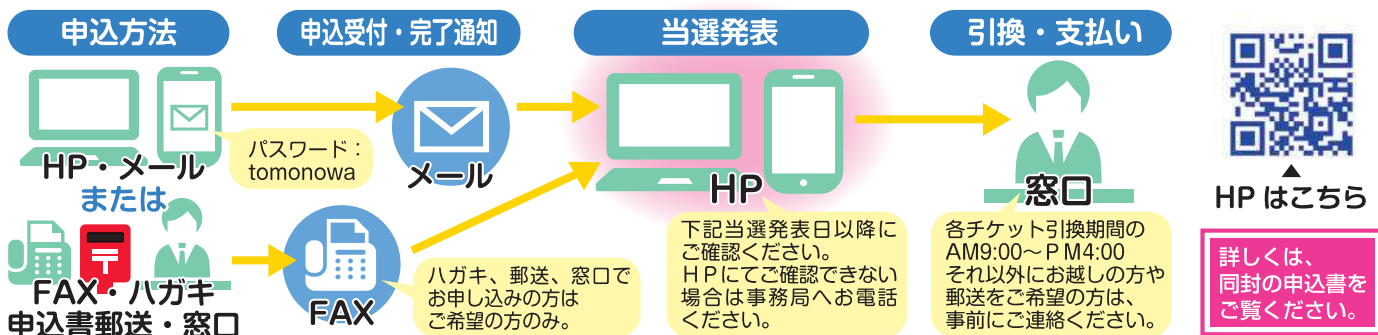 申込方法
HP・メール
パスワード：
tomonowa
または
〒
FAX・ハガキ
申込書郵送・窓口
申込受付・完了通知
メール
FAX
ハガキ、郵送、窓口で
お申し込みの方は
ご希望の方のみ。
当選発表
HP
下記当選発表日以降に
ご確認ください。
ＨＰにてご確認できない
場合は事務局へお電話
ください。
引換・支払い
窓口
各チケット引換期間の
AM9:00～ＰM4:00
それ以外にお越しの方や
郵送をご希望の方は、
事前にご連絡ください。
▲
HP はこちら
詳しくは、
同封の申込書を
ご覧ください。